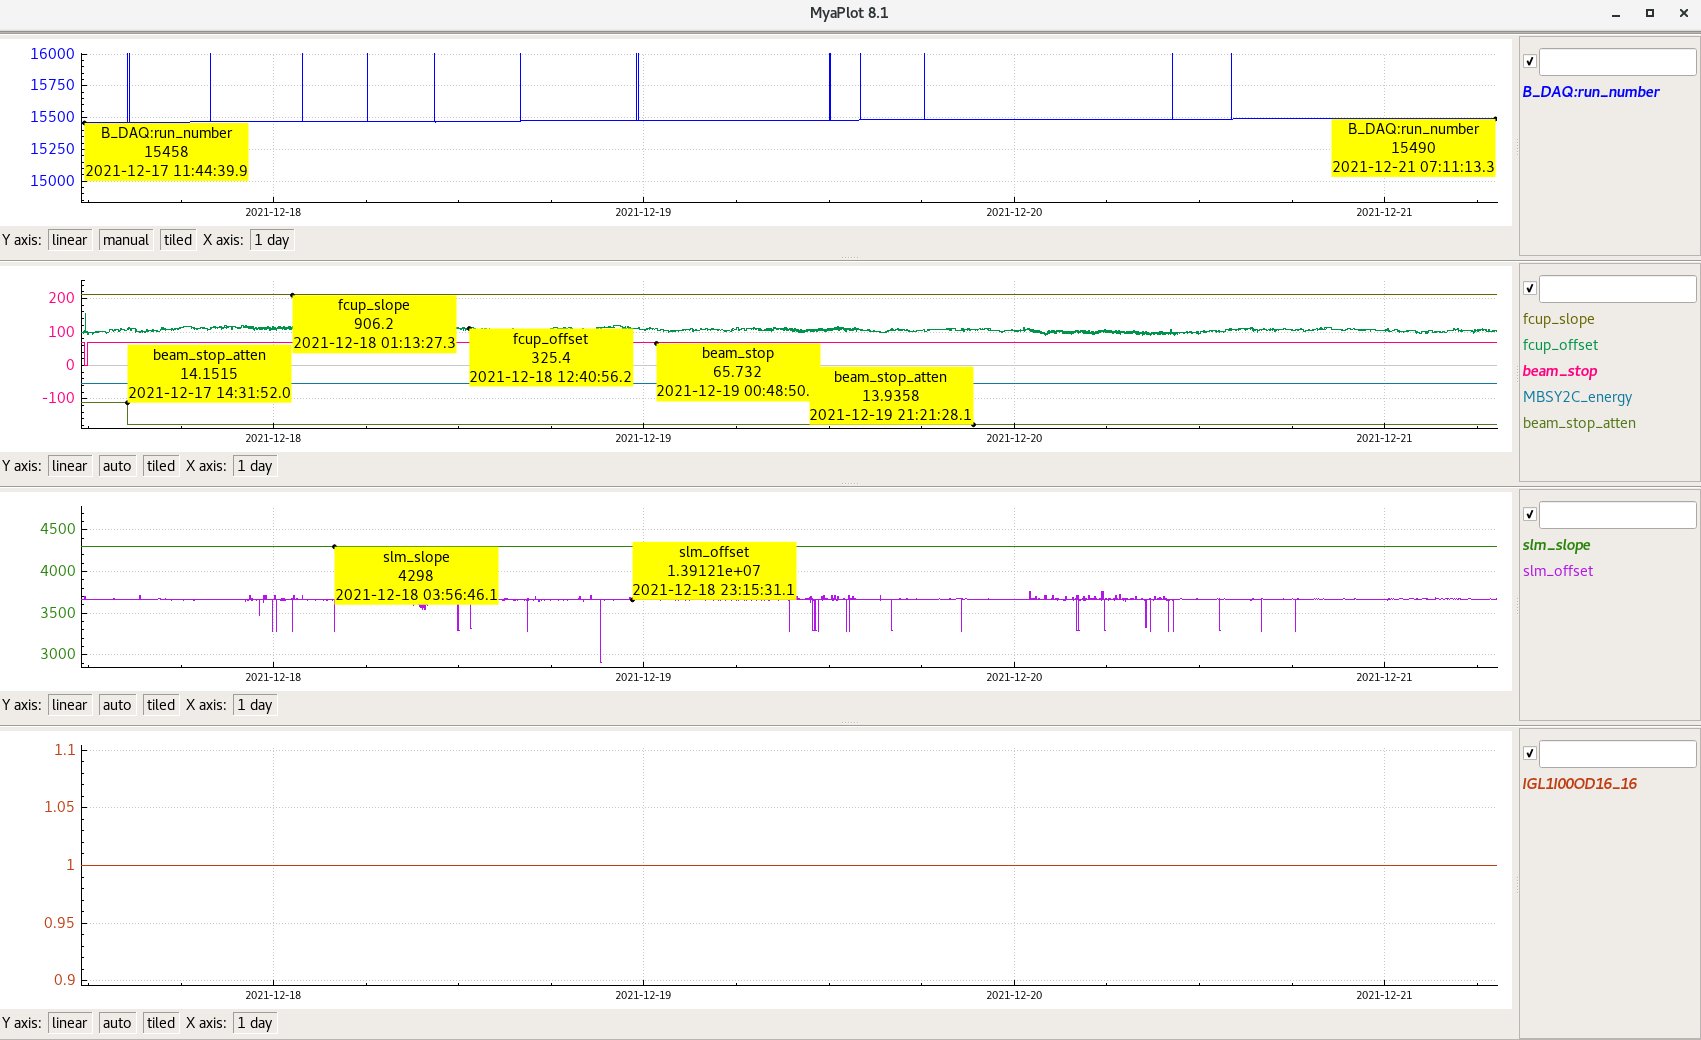 MyaPlot 8.1
16000
15750
15500
15250
15000
B_DAQ:run_number
15458
2021-12-17 11:44:39.9
B_DAQ:run_number
15490
2021-12-21 07:11:13.3
2021-12-18
2021-12-19
2021-12-20
2021-12-21
B_DAQ:run_number
Y axis: linear manual tiled X axis: 1 day
200
100
0
-100
fcup_slope
906.2
2021-12-18 01:13:27.3
beam_stop_atten
14.1515
2021-12-17 14:31:52.0
fcup_offset
325.4
2021-12-18 12:40:56.2
beam_stop
65.732
2021-12-19 00:48:50.
beam_stop_atten
13.9358
2021-12-19 21:21:28.1
2021-12-18
2021-12-19
2021-12-20
2021-12-21
fcup_slope
fcup_offset
beam_stop
MBSY2C_energy
beam_stop_atten
Y axis: linear auto tiled X axis: 1 day
4500
4000
3500
3000
slm_slope
4298
2021-12-18 03:56:46.1
slm_offset
1.39121e+07
2021-12-18 23:15:31.1
2021-12-18
2021-12-19
2021-12-20
2021-12-21
slm_slope
slm_offset
Y axis: linear auto tiled X axis: 1 day
1.1
1.05
1
0.95
0.9
2021-12-18
2021-12-19
2021-12-20
2021-12-21
IGL1I00OD16_16
Y axis: linear auto tiled X axis: 1 day